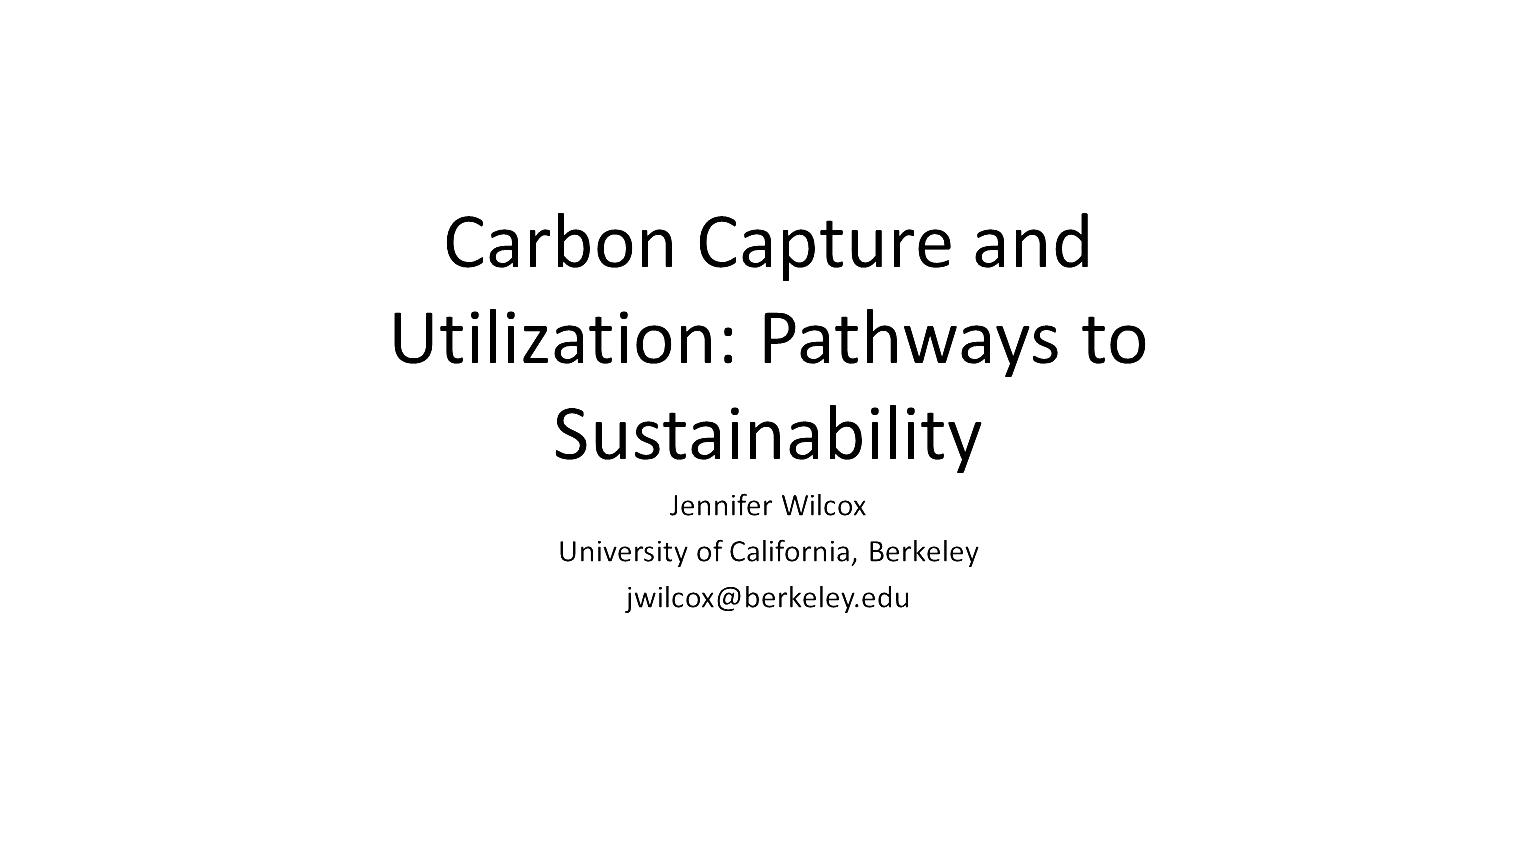 Carbon Capture and
Utilization: Pathways to
Sustainability
Jennifer Wilcox
University of California, Berkeley
jwilcox@berkeley.edu